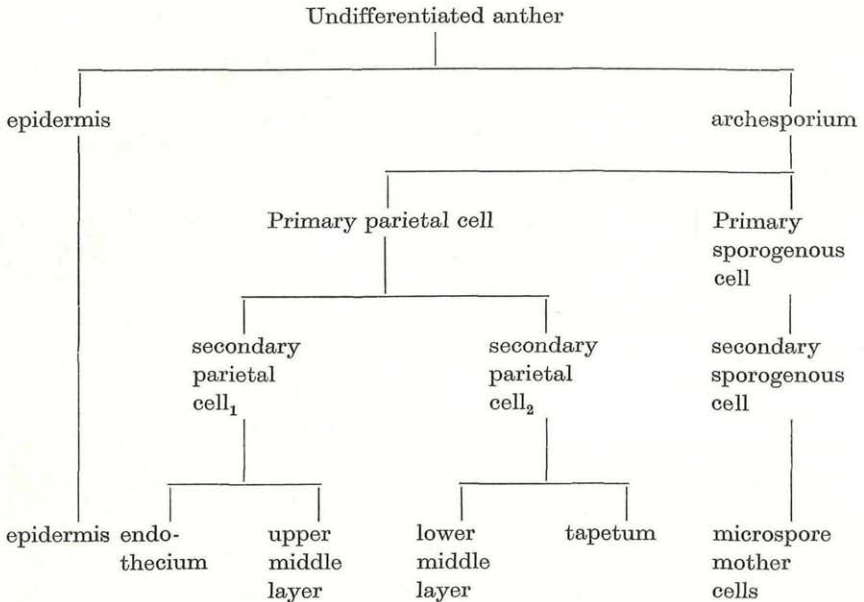 Undifferentiated anther
epidermis
archesporium
Primary parietal cell
Primary
sporogenous
cell
secondary
parietal
cell₁
secondary
parietal
cell₂
secondary
sporogenous
cell
epidermis
endo-
thecium
upper
middle
layer
lower
middle
layer
tapetum
microspore
mother
cells